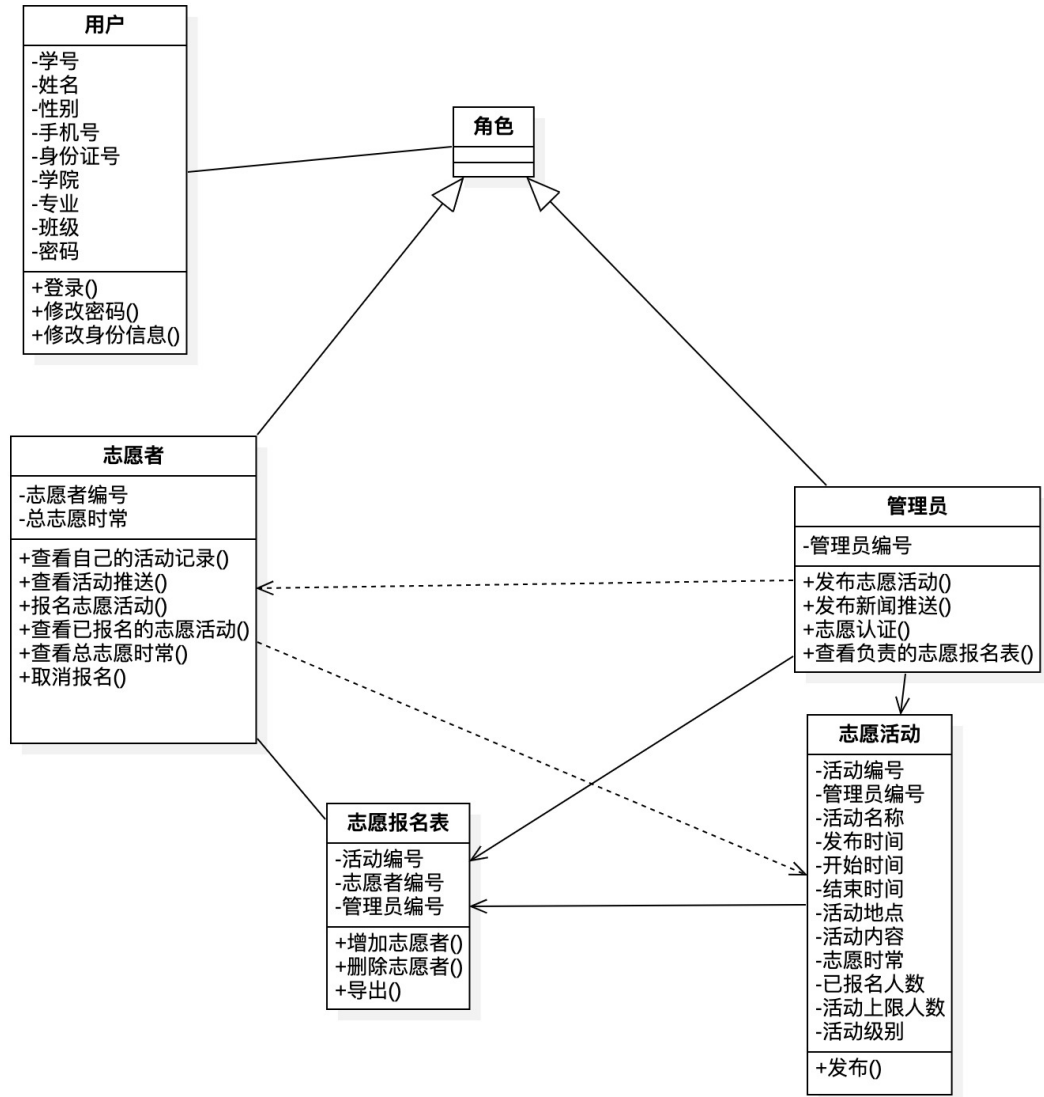 用户
-学号
-姓名
-性别
-手机号
-身份证号
-学院
-专业
-班级
-密码
+登录()
+修改密码()
+修改身份信息()
角色
志愿者
-志愿者编号
-总志愿时常
+查看自己的活动记录()
+查看活动推送()
+报名志愿活动()
+查看已报名的志愿活动()
+查看总志愿时常()
+取消报名()
管理员
-管理员编号
+发布志愿活动()
+发布新闻推送()
+志愿认证()
+查看负责的志愿报名表()
志愿报名表
-活动编号
-志愿者编号
-管理员编号
+增加志愿者()
+删除志愿者()
+导出()
志愿活动
-活动编号
-管理员编号
-活动名称
-发布时间
-开始时间
-结束时间
-活动地点
-活动内容
-志愿时常
-已报名人数
-活动上限人数
-活动级别
+发布()